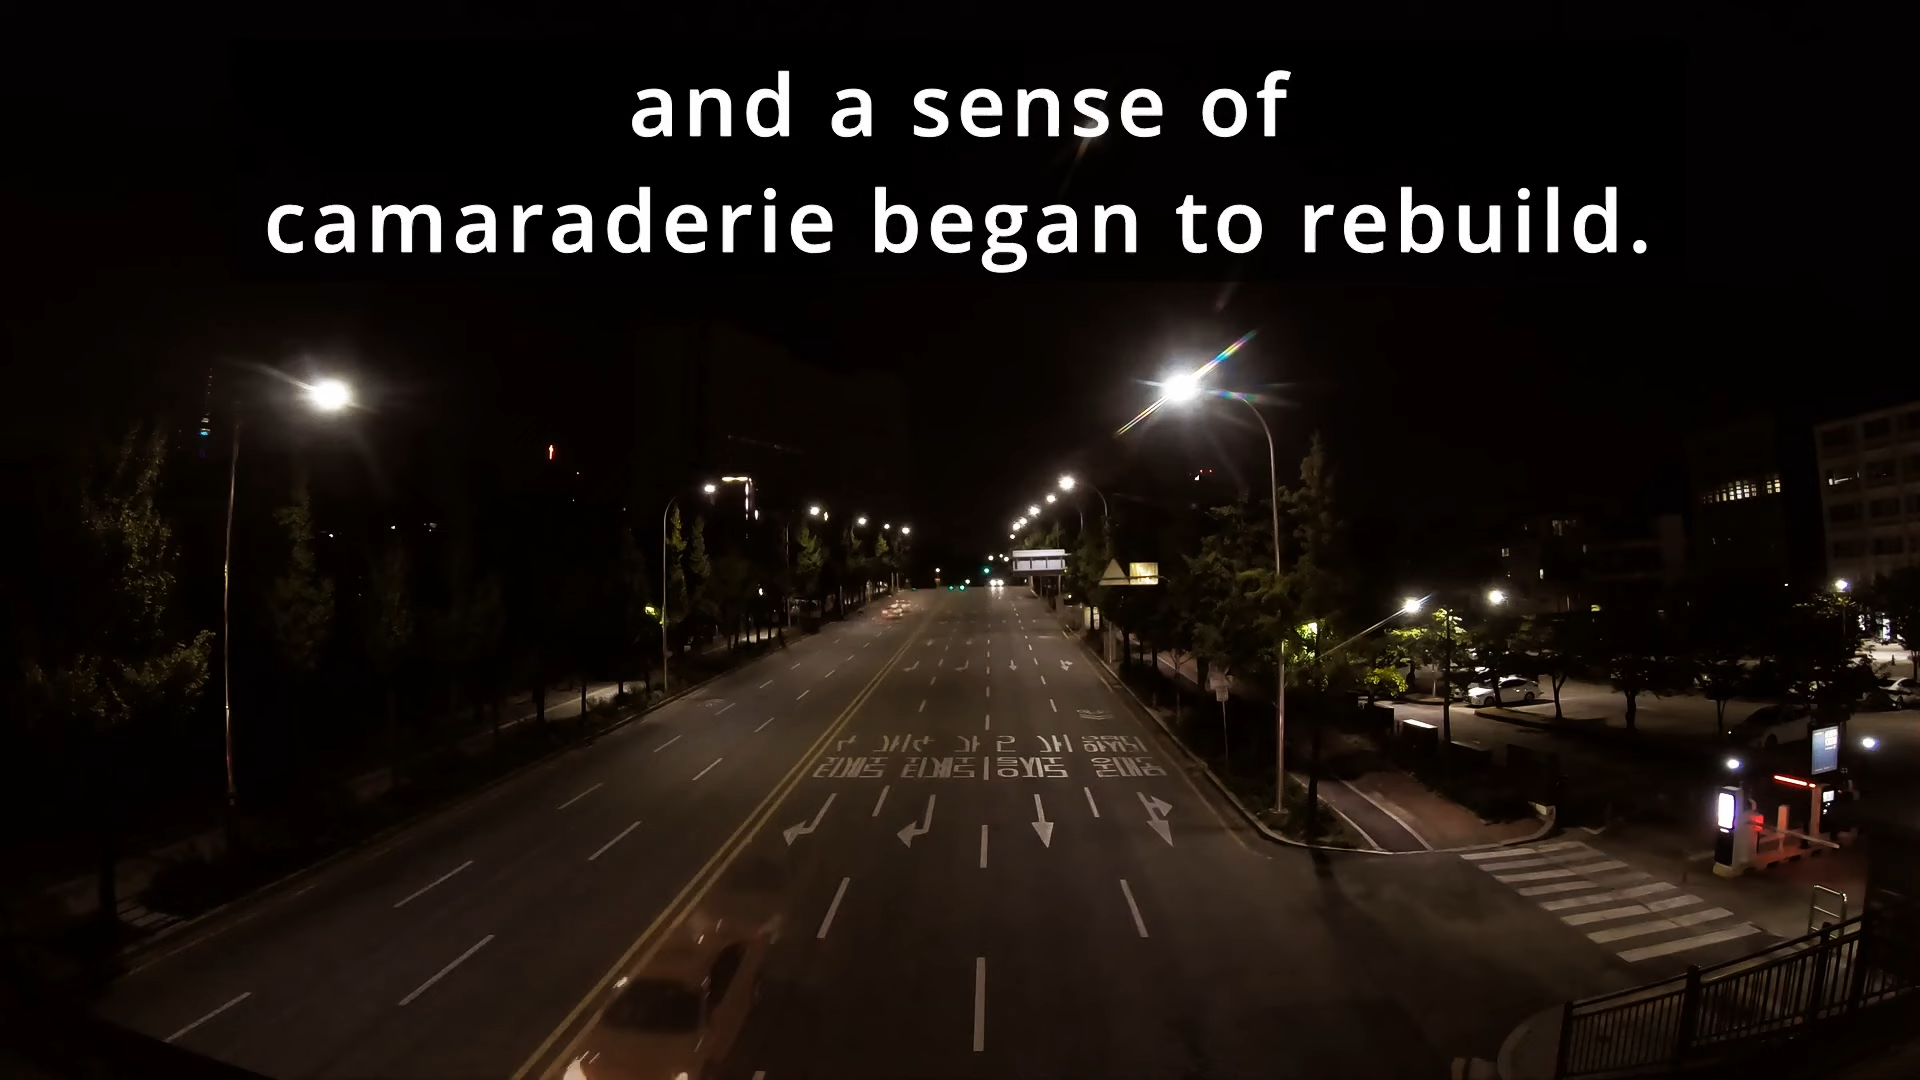 and a sense of
camaraderie began to rebuild.